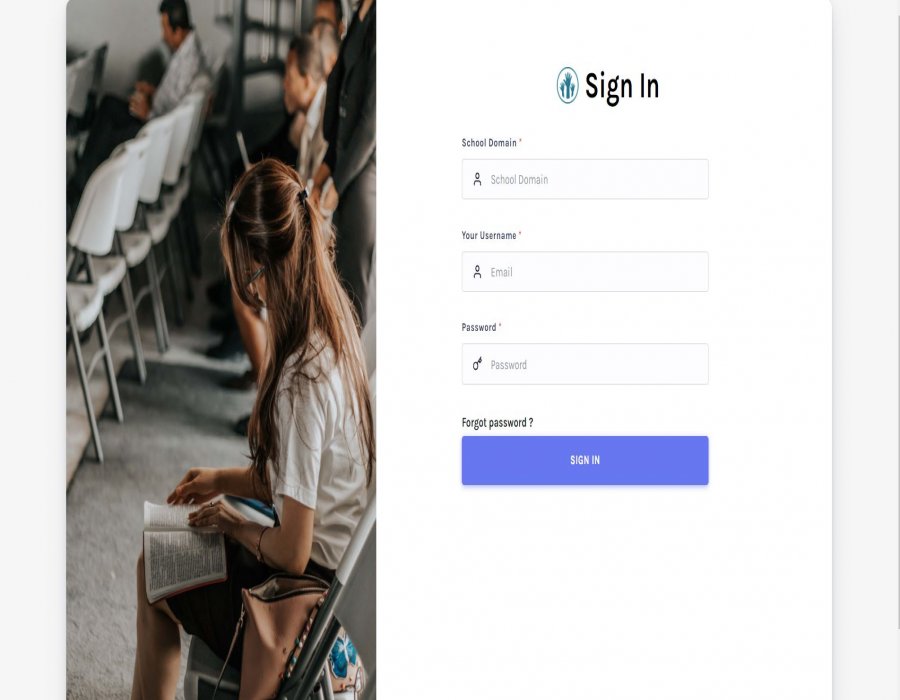 Sign In
School Domain *
School Domain
Your Username *
Email
Password *
Password
Forgot password ?
SIGN IN